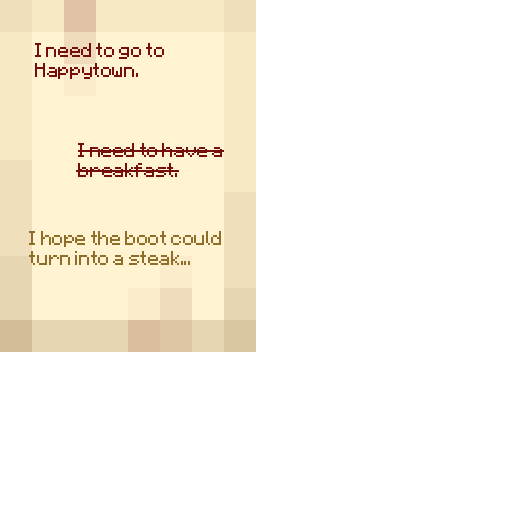 I need to go to
Happytown.
I need to have a
breakfast.
I hope the boot could
turn into a steak...